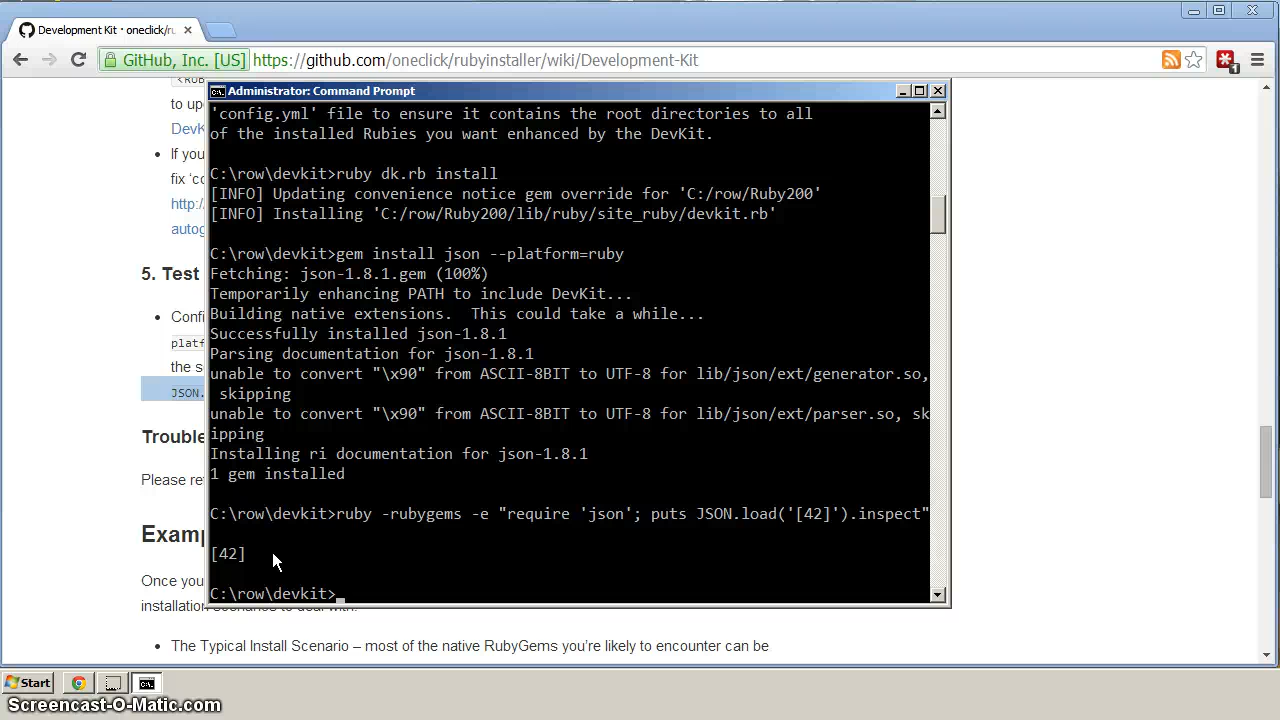 Development Kit · oneclick/ru
GitHub, Inc. [US]
https://github.com/oneclick/rubyinstaller/wiki/Development-Kit
1
<RUB
to up
DevK
If you
fix ‘co
http:/
autog
5. Test
Confi
platf
the s
JSON.
Troub
Please re
Examp
Once you
installation scenarios to deal with.
The Typical Install Scenario – most of the native RubyGems you’re likely to encounter can be
Administrator: Command Prompt
'config.yml' file to ensure it contains the root directories to all
of the installed Rubies you want enhanced by the DevKit.
C:\row\devkit>ruby dk.rb install
[INFO] Updating convenience notice gem override for 'C:/row/Ruby200'
[INFO] Installing 'C:/row/Ruby200/lib/ruby/site_ruby/devkit.rb'
C:\row\devkit>gem install json --platform=ruby
Fetching: json-1.8.1.gem (100%)
Temporarily enhancing PATH to include DevKit...
Building native extensions.  This could take a while...
Successfully installed json-1.8.1
Parsing documentation for json-1.8.1
unable to convert "\x90" from ASCII-8BIT to UTF-8 for lib/json/ext/generator.so,
 skipping
unable to convert "\x90" from ASCII-8BIT to UTF-8 for lib/json/ext/parser.so, sk
ipping
Installing ri documentation for json-1.8.1
1 gem installed
C:\row\devkit>ruby -rubygems -e "require 'json'; puts JSON.load('[42]').inspect"
[42]
C:\row\devkit>
Start
Screencast-O-Matic.com